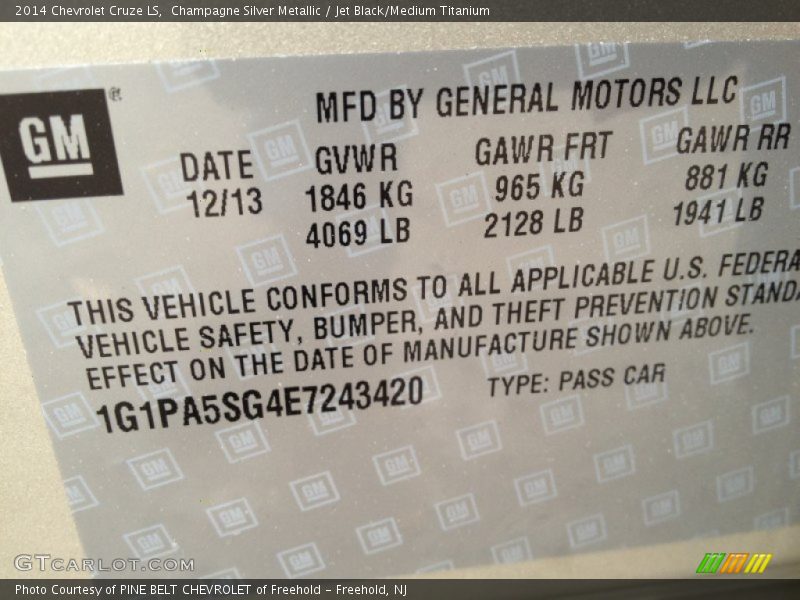 2014 Chevrolet Cruze LS,  Champagne Silver Metallic / Jet Black/Medium Titanium
GM ®
MFD BY GENERAL MOTORS LLC
DATE GVWR GAWR FRT GAWR RR
12/13 1846 KG 965 KG 881 KG
4069 LB 2128 LB 1941 LB
THIS VEHICLE CONFORMS TO ALL APPLICABLE U.S. FEDERA
VEHICLE SAFETY, BUMPER, AND THEFT PREVENTION STANDA
EFFECT ON THE DATE OF MANUFACTURE SHOWN ABOVE.
1G1PA5SG4E7243420 TYPE: PASS CAR
GTCARLOT.COM
Photo Courtesy of PINE BELT CHEVROLET of Freehold - Freehold, NJ